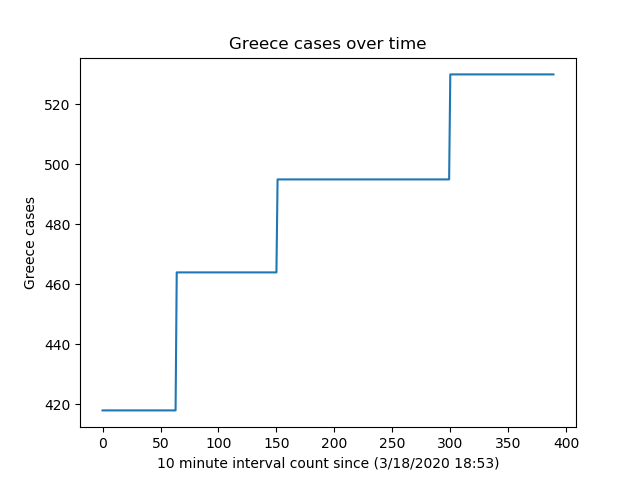 Greece cases over time
520
500
480
460
440
420
Greece cases
0 50 100 150 200 250 300 350 400
10 minute interval count since (3/18/2020 18:53)